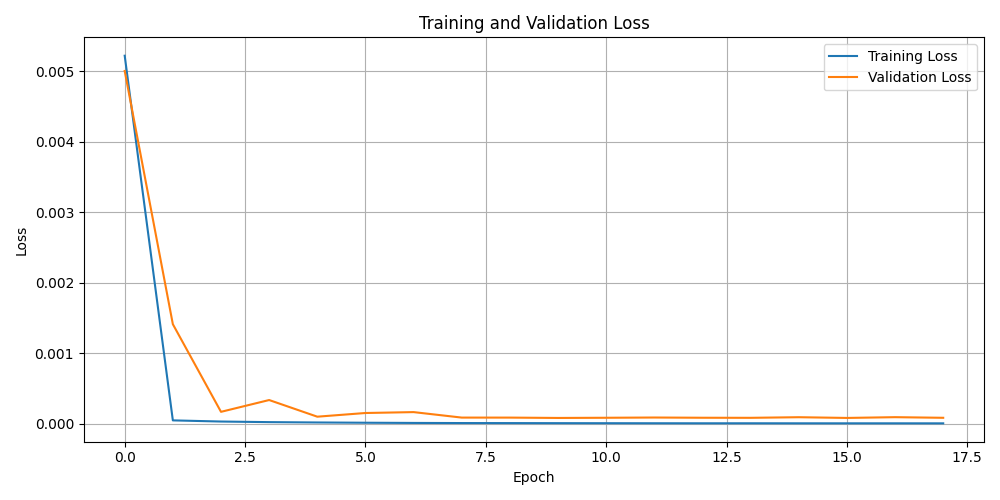 Training and Validation Loss
Training Loss
Validation Loss
Loss
0.005
0.004
0.003
0.002
0.001
0.000
0.0 2.5 5.0 7.5 10.0 12.5 15.0 17.5
Epoch